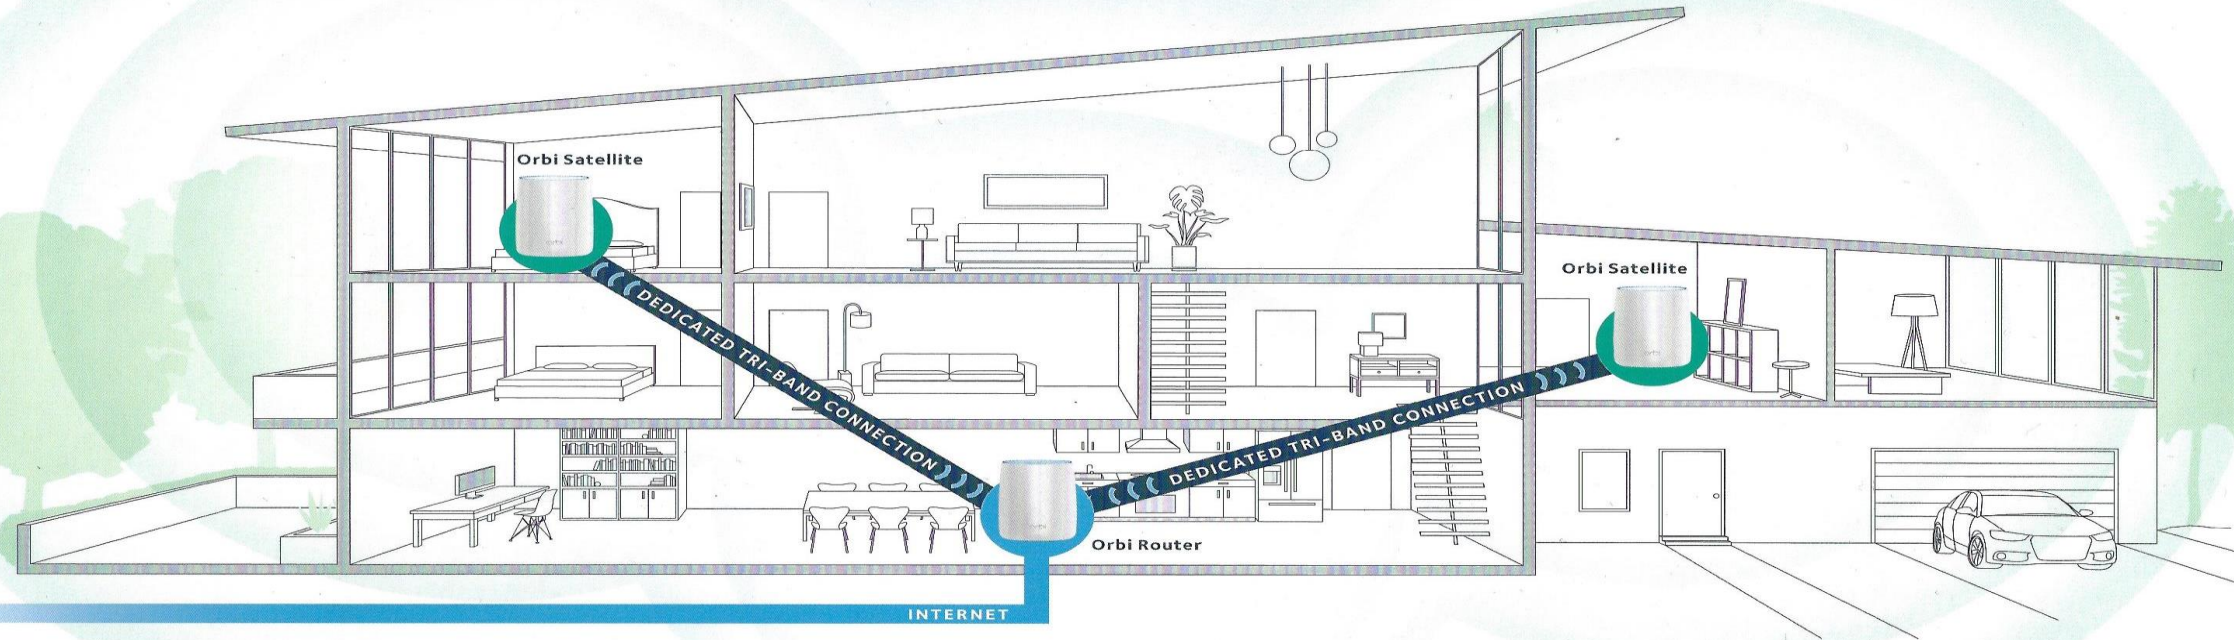 Orbi Satellite
Orbi Satellite
DEDICATED TRI-BAND CONNECTION
DEDICATED TRI-BAND CONNECTION
Orbi Router
INTERNET